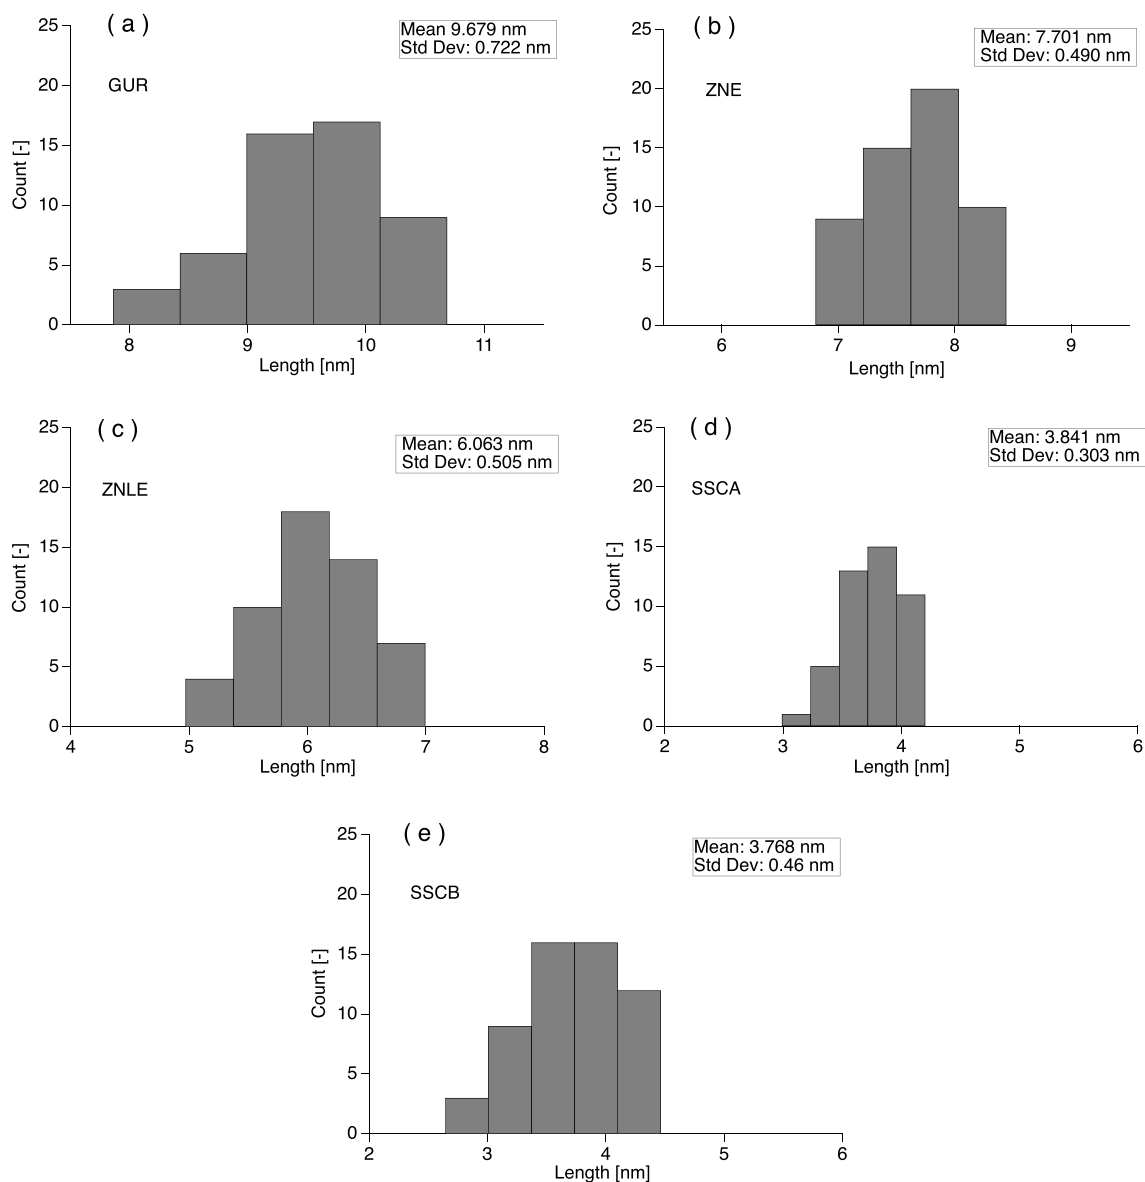 ( a )
Mean 9.679 nm
Std Dev: 0.722 nm
GUR
25
20
15
10
5
0
Count [-]
8 9 10 11
Length [nm]
( b )
Mean: 7.701 nm
Std Dev: 0.490 nm
ZNE
25
20
15
10
5
0
Count [-]
6 7 8 9
Length [nm]
( c )
Mean: 6.063 nm
Std Dev: 0.505 nm
ZNLE
25
20
15
10
5
0
Count [-]
4 5 6 7 8
Length [nm]
( d )
Mean: 3.841 nm
Std Dev: 0.303 nm
SSCA
25
20
15
10
5
0
Count [-]
2 3 4 5 6
Length [nm]
( e )
Mean: 3.768 nm
Std Dev: 0.46 nm
SSCB
25
20
15
10
5
0
Count [-]
2 3 4 5 6
Length [nm]